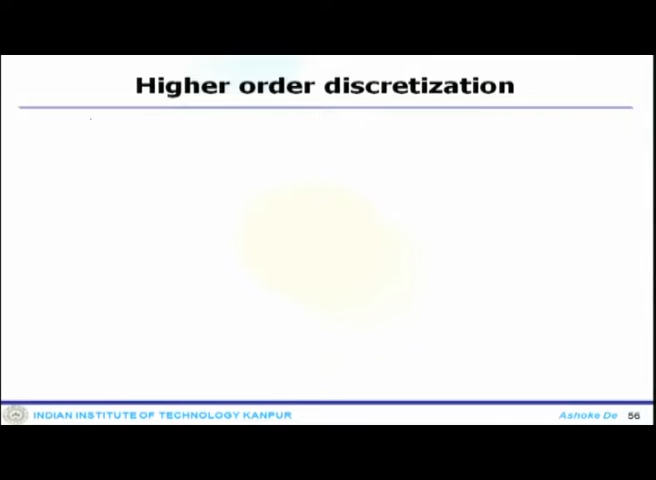 Higher order discretization
INDIAN INSTITUTE OF TECHNOLOGY KANPUR
Ashoke De 56